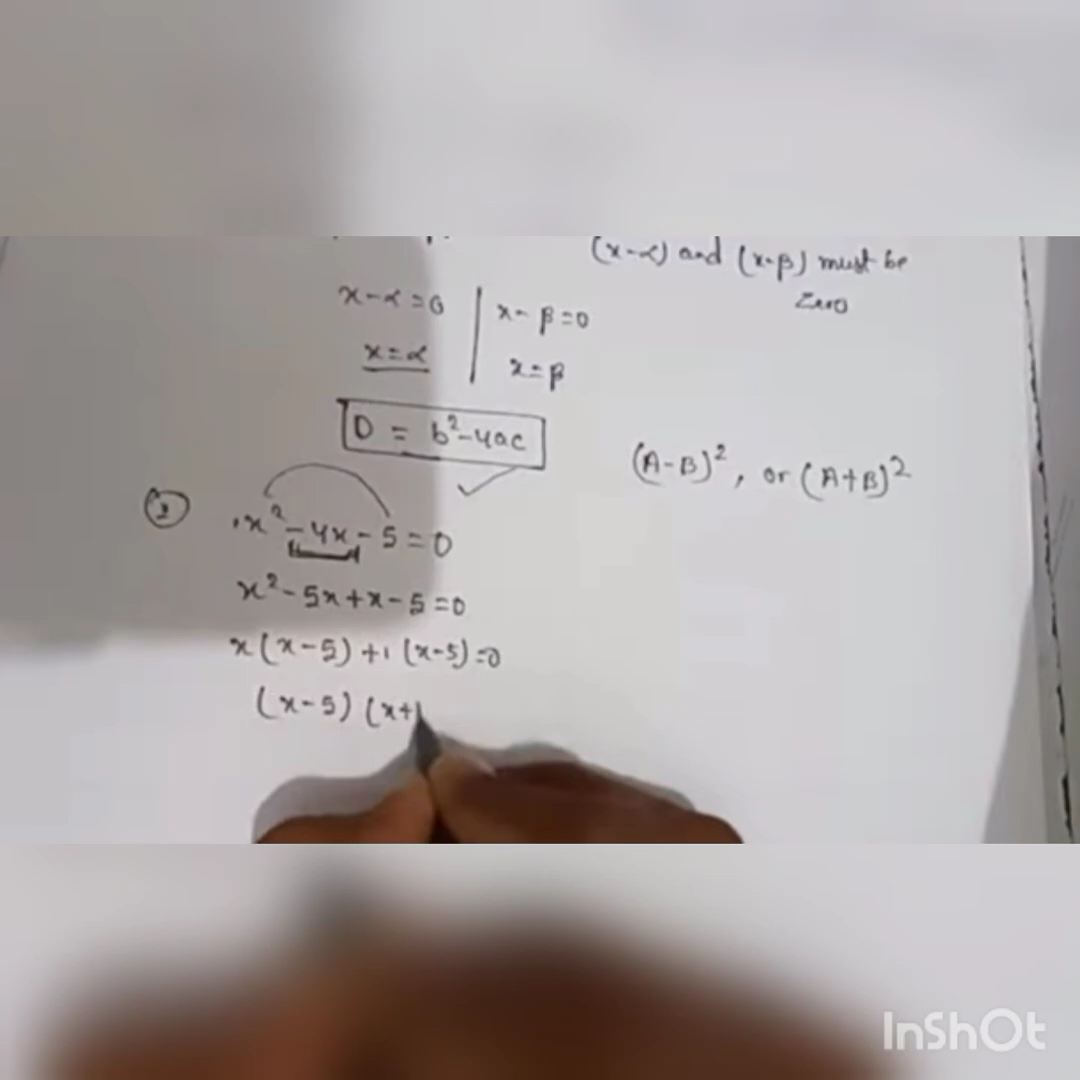 (x-α) and (x-β) must be
Zero
x-α=0 | x-β=0
x=α | x=β
D = b²-4ac
(A-B)², or (A+B)²
x²-4x-5=0
x²-5x+x-5=0
x(x-5)+1(x-5)=0
(x-5)(x+
InShOt